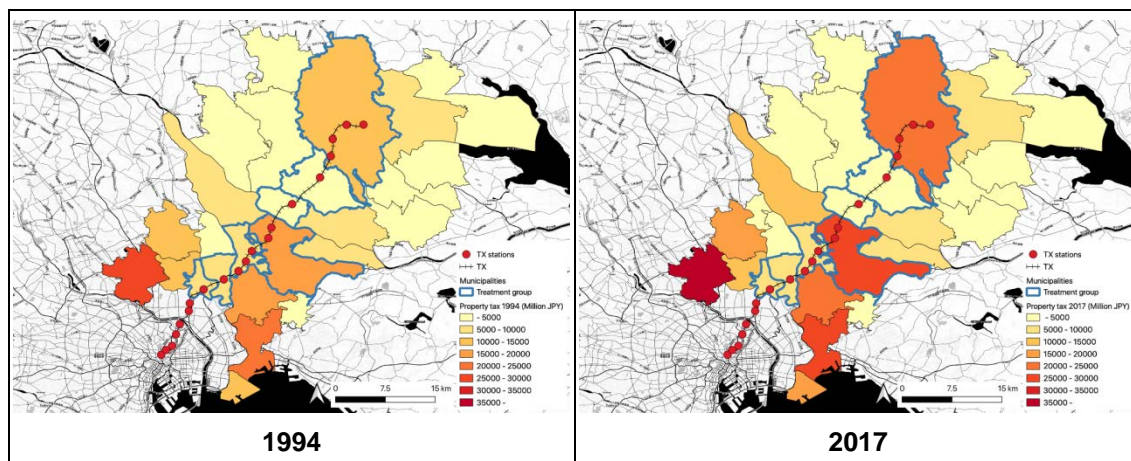 TX stations
TX
Municipalities
Treatment group
Property tax 1994 (Million JPY)
- 5000
5000 - 10000
10000 - 15000
15000 - 20000
20000 - 25000
25000 - 30000
30000 - 35000
35000 -
0 7.5 15 km
1994
TX stations
TX
Municipalities
Treatment group
Property tax 2017 (Million JPY)
- 5000
5000 - 10000
10000 - 15000
15000 - 20000
20000 - 25000
25000 - 30000
30000 - 35000
35000 -
0 7.5 15 km
2017